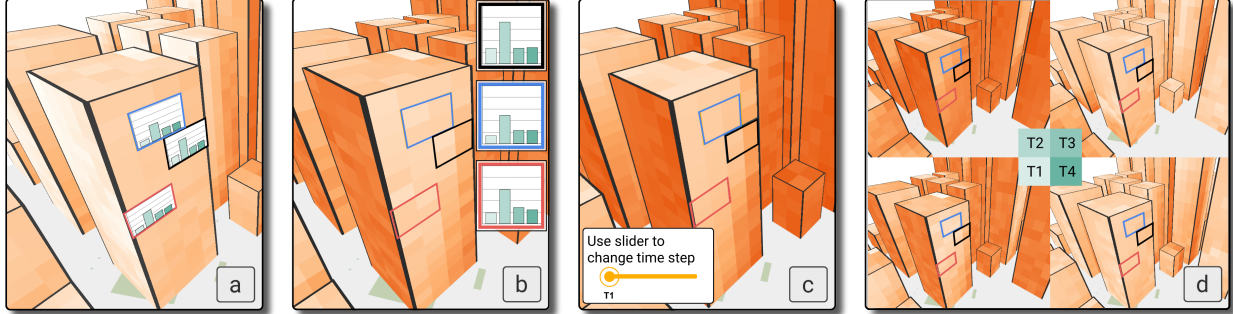 a
b
Use slider to
change time step
T1
c
T2 T3
T1 T4
d